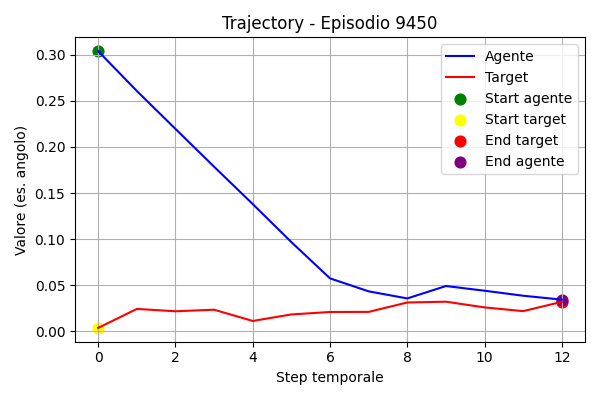 Trajectory - Episodio 9450
Valore (es. angolo)
0.30
0.25
0.20
0.15
0.10
0.05
0.00
Agente
Target
Start agente
Start target
End target
End agente
0 2 4 6 8 10 12
Step temporale